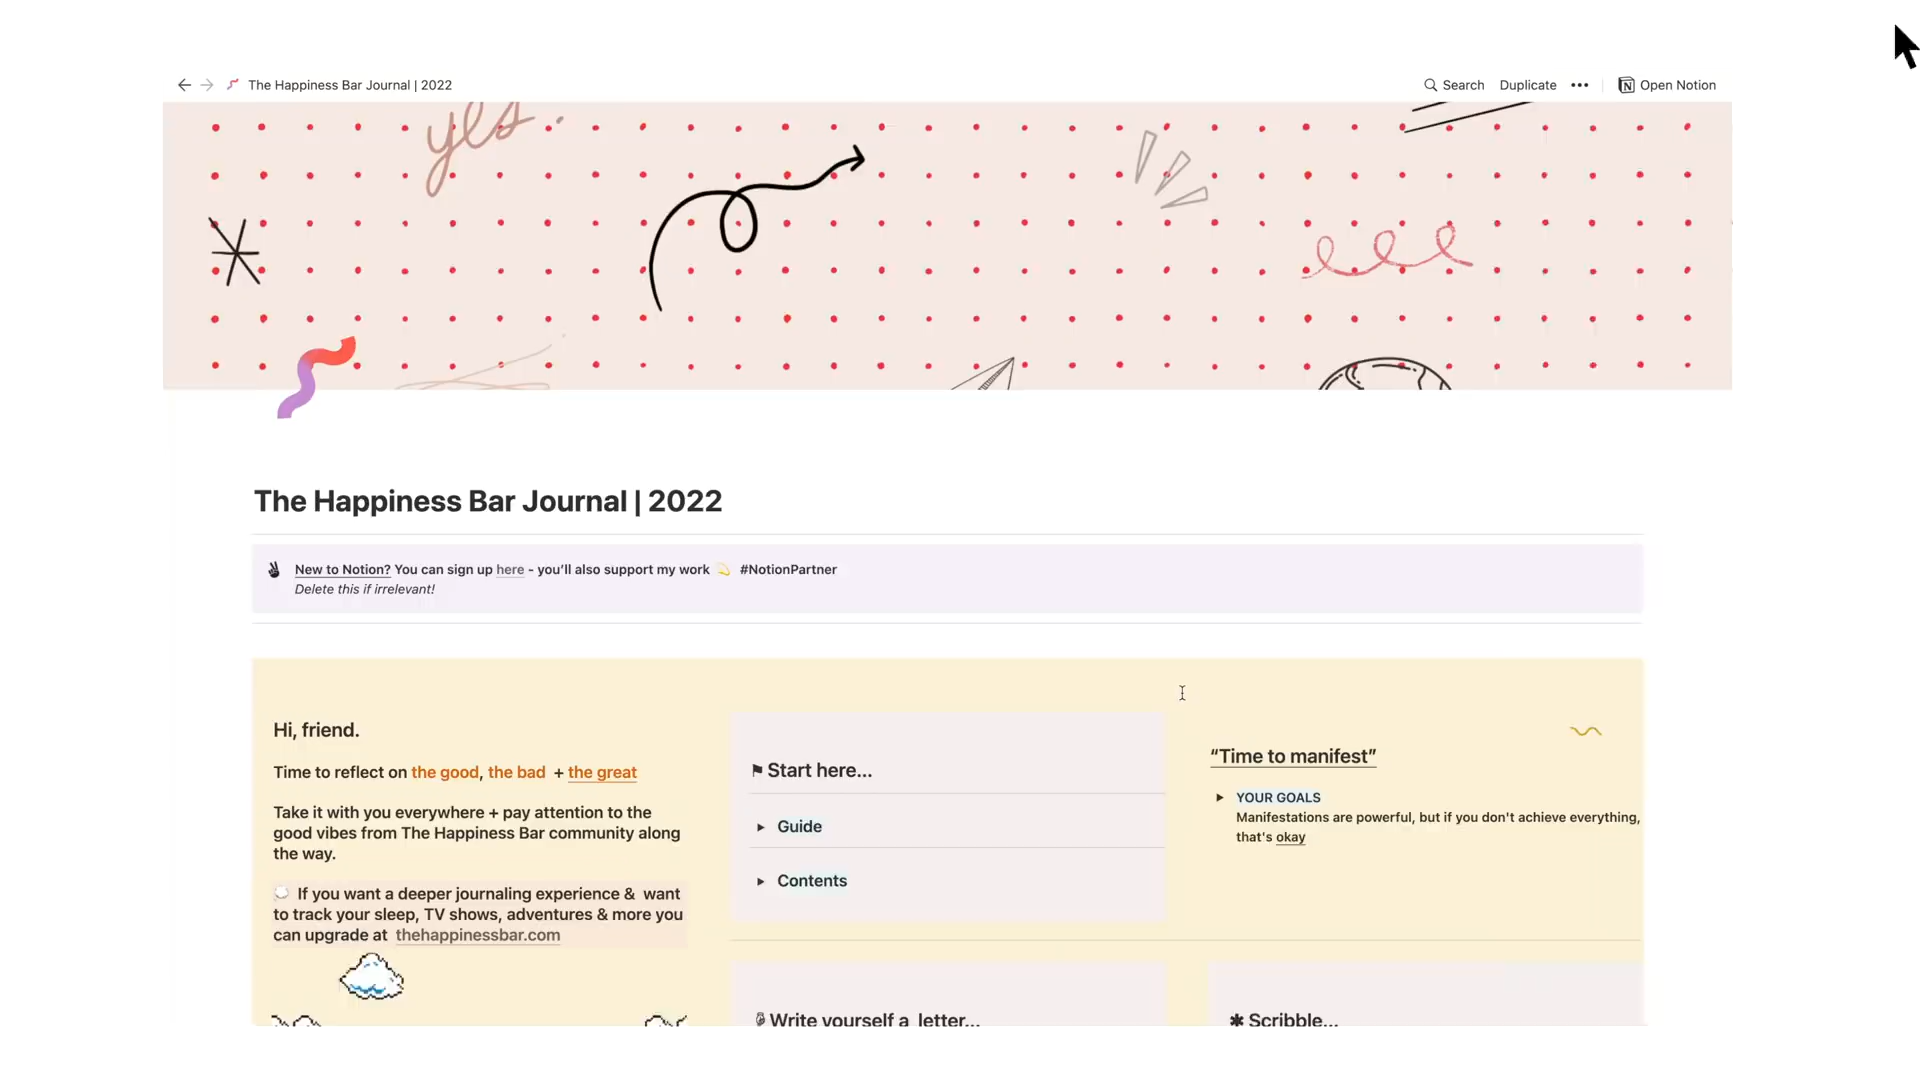 The Happiness Bar Journal | 2022
Search Duplicate ••• Open Notion
yes.
The Happiness Bar Journal | 2022
New to Notion? You can sign up here - you'll also support my work 💫 #NotionPartner
Delete this if irrelevant!
Hi, friend.
Time to reflect on the good, the bad + the great
Take it with you everywhere + pay attention to the
good vibes from The Happiness Bar community along
the way.
If you want a deeper journaling experience & want
to track your sleep, TV shows, adventures & more you
can upgrade at thehappinessbar.com
Start here...
Guide
Contents
“Time to manifest”
YOUR GOALS
Manifestations are powerful, but if you don't achieve everything,
that's okay
Write yourself a letter...
✱ Scribble...